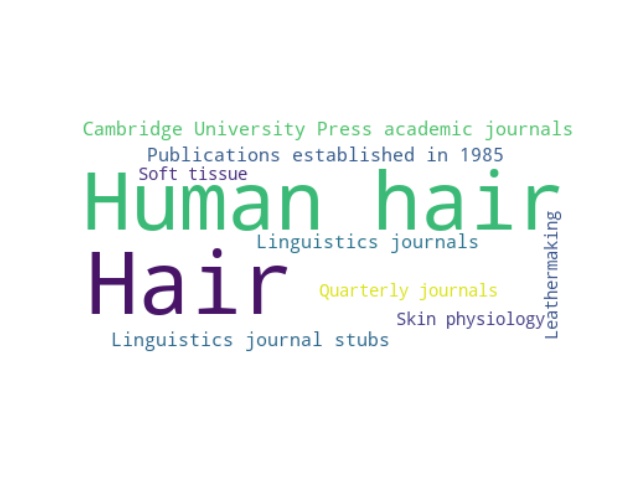 Cambridge University Press academic journals
Publications established in 1985
Soft tissue
Human hair
Linguistics journals
Hair
Leathermaking
Quarterly journals
Skin physiology
Linguistics journal stubs